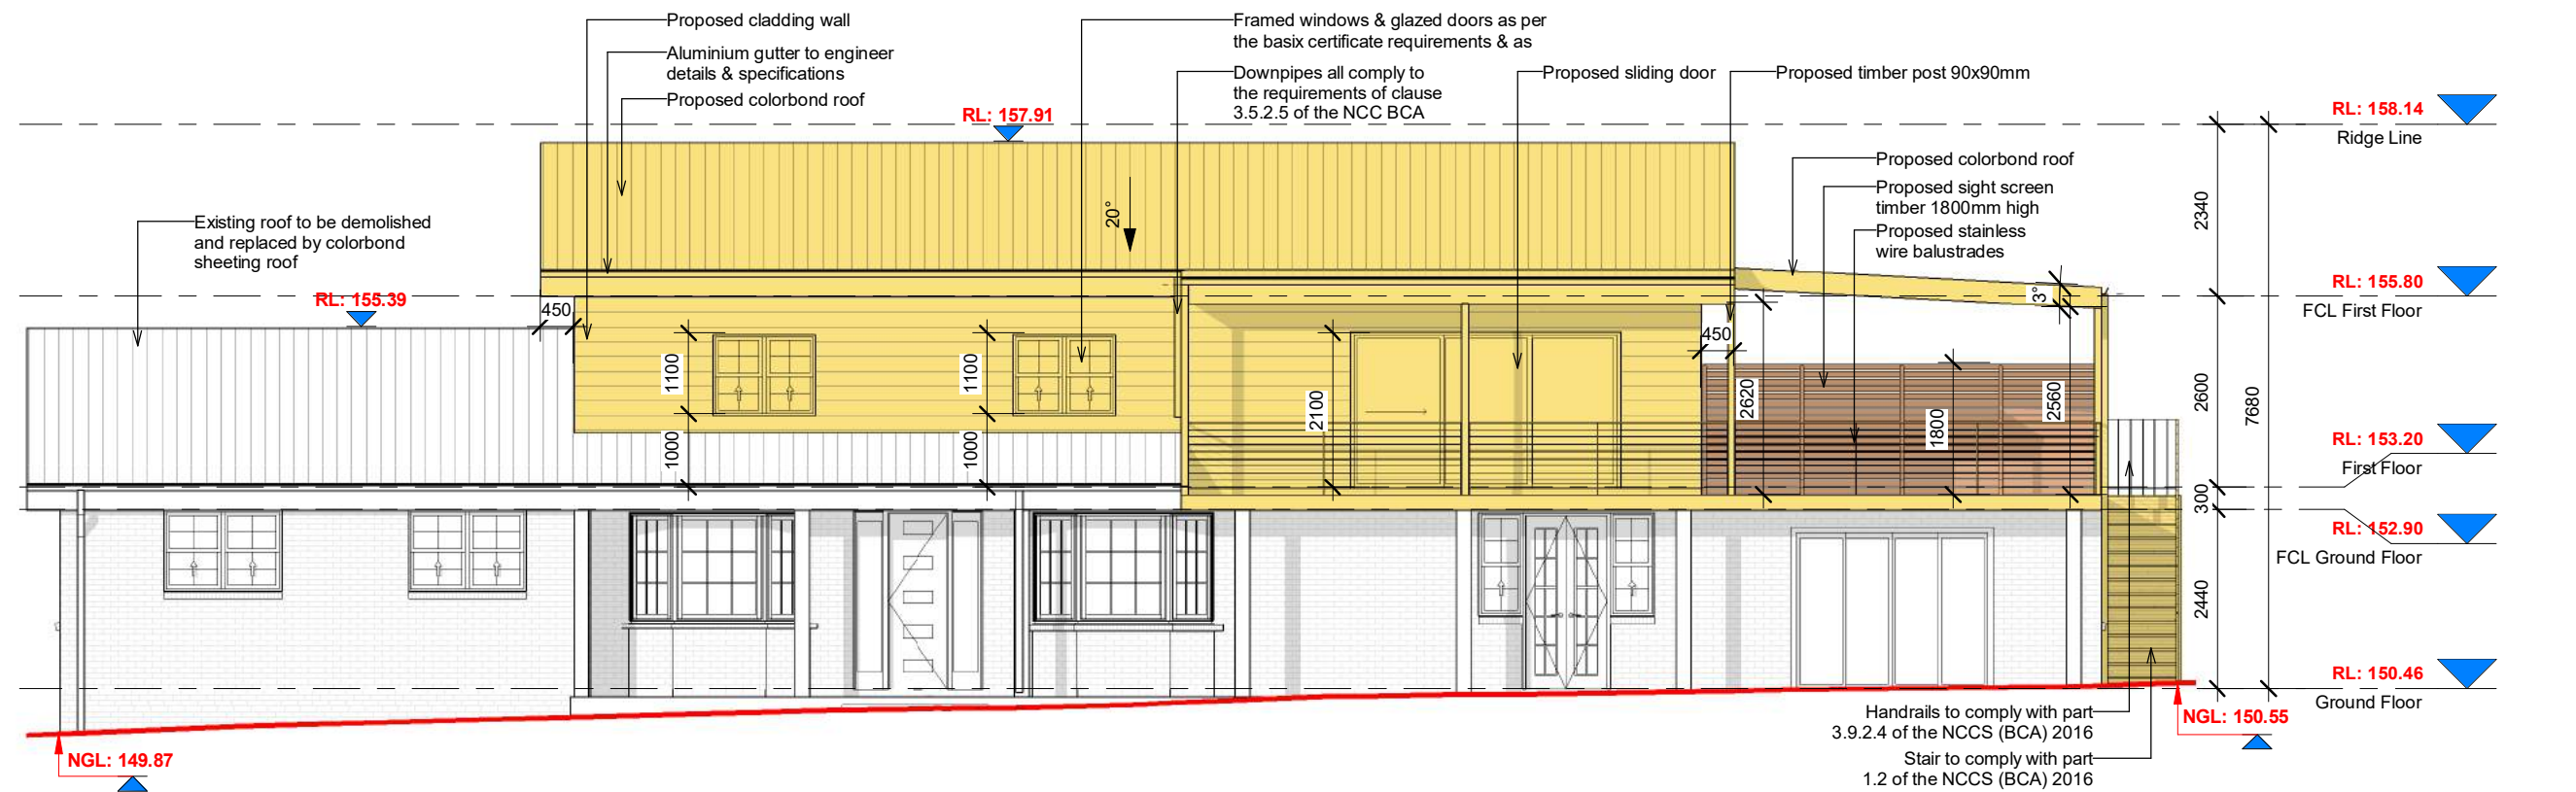 Proposed cladding wall
Aluminium gutter to engineer
details & specifications
Proposed colorbond roof
Framed windows & glazed doors as per
the basix certificate requirements & as
Downpipes all comply to
the requirements of clause
3.5.2.5 of the NCC BCA
Proposed sliding door
Proposed timber post 90x90mm
RL: 157.91
RL: 158.14
Ridge Line
Proposed colorbond roof
Proposed sight screen
timber 1800mm high
Proposed stainless
wire balustrades
Existing roof to be demolished
and replaced by colorbond
sheeting roof
20°
2340
RL: 155.39
450
3°
RL: 155.80
FCL First Floor
450
1100
1100
2100
2620
1800
2560
2600
7680
1000
1000
RL: 153.20
First Floor
300
RL: 152.90
FCL Ground Floor
2440
RL: 150.46
Ground Floor
Handrails to comply with part
3.9.2.4 of the NCCS (BCA) 2016
NGL: 150.55
Stair to comply with part
1.2 of the NCCS (BCA) 2016
NGL: 149.87